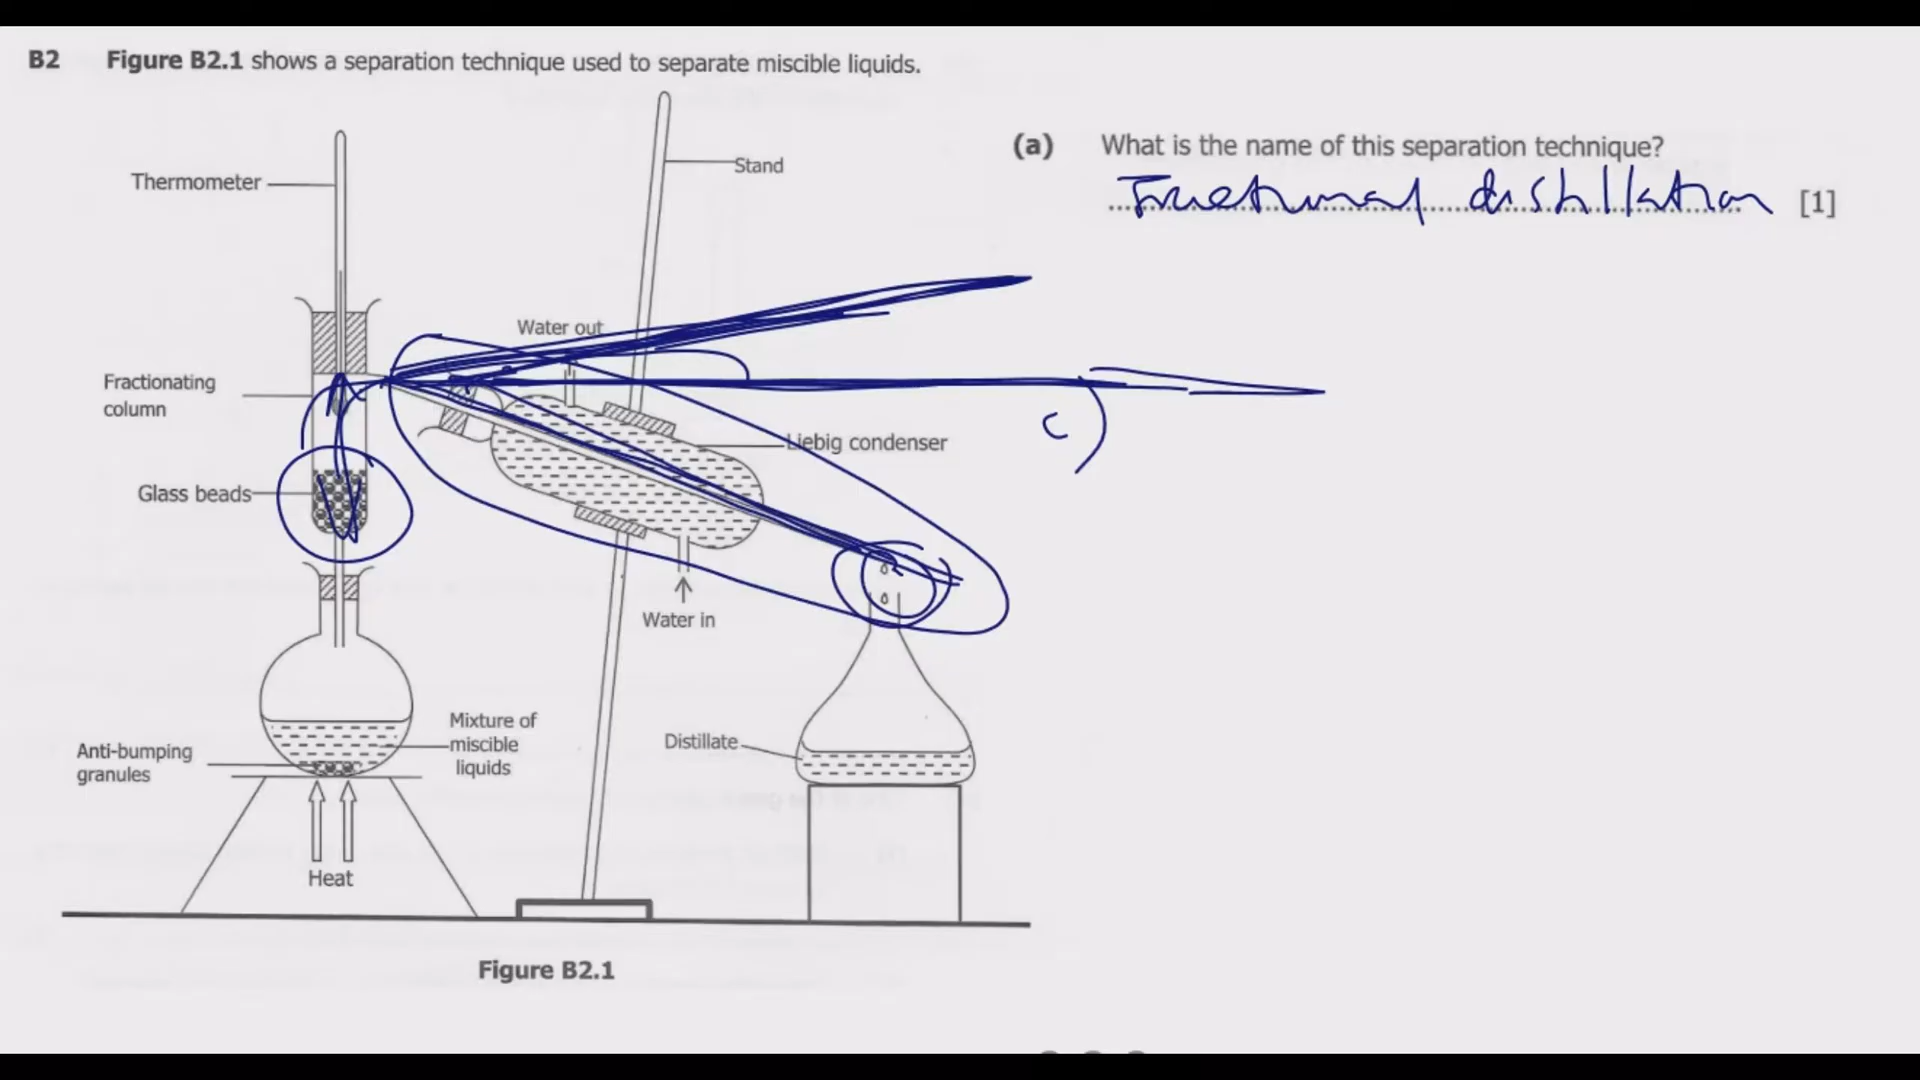 B2 Figure B2.1 shows a separation technique used to separate miscible liquids.
(a) What is the name of this separation technique?
Fractional distillation [1]
Stand
Thermometer
Water out
Fractionating
column
c)
Liebig condenser
Glass beads
Water in
Mixture of
miscible
liquids
Distillate
Anti-bumping
granules
Heat
Figure B2.1